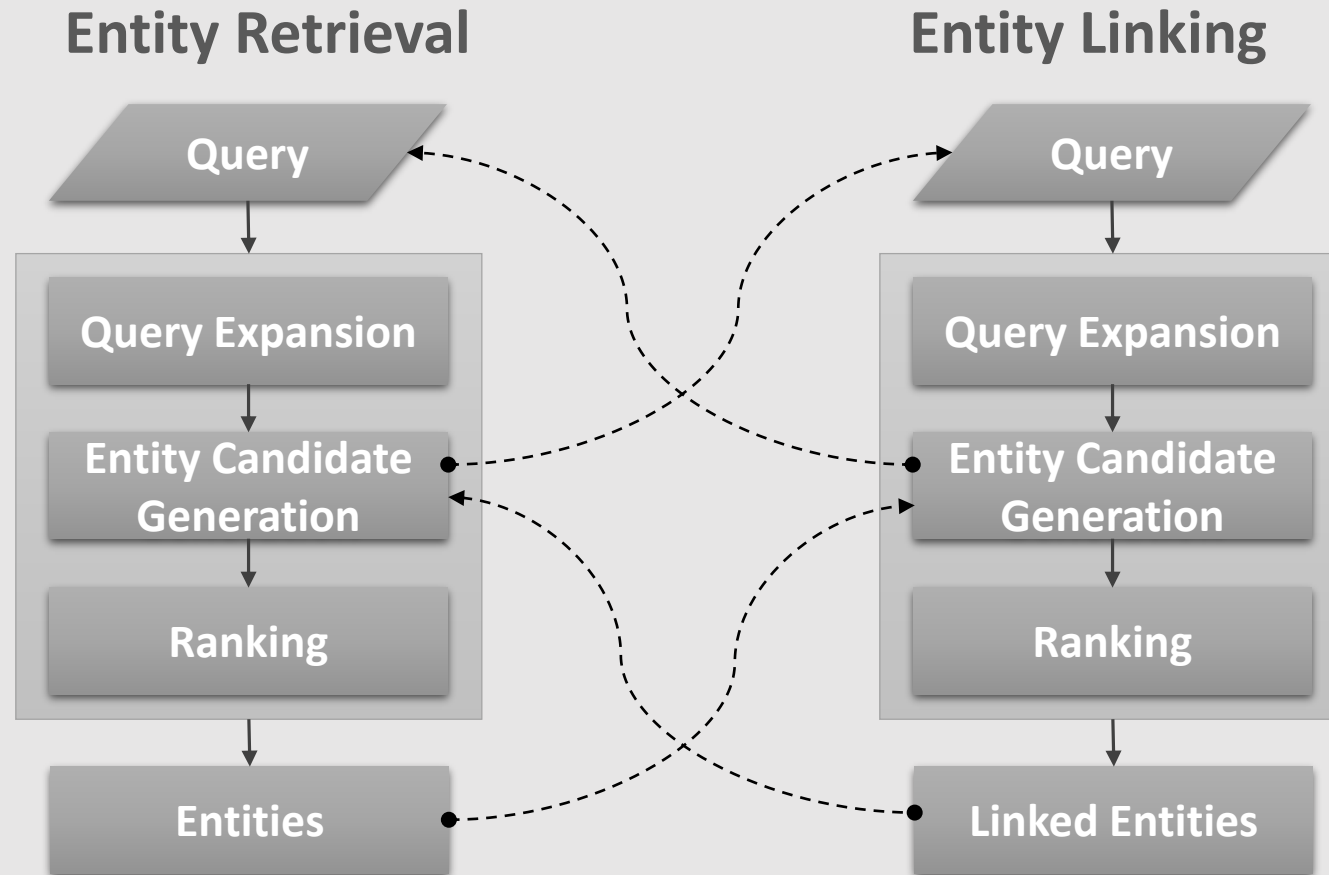 Entity Retrieval
Query
Query Expansion
Entity Candidate
Generation
Ranking
Entities
Entity Linking
Query
Query Expansion
Entity Candidate
Generation
Ranking
Linked Entities